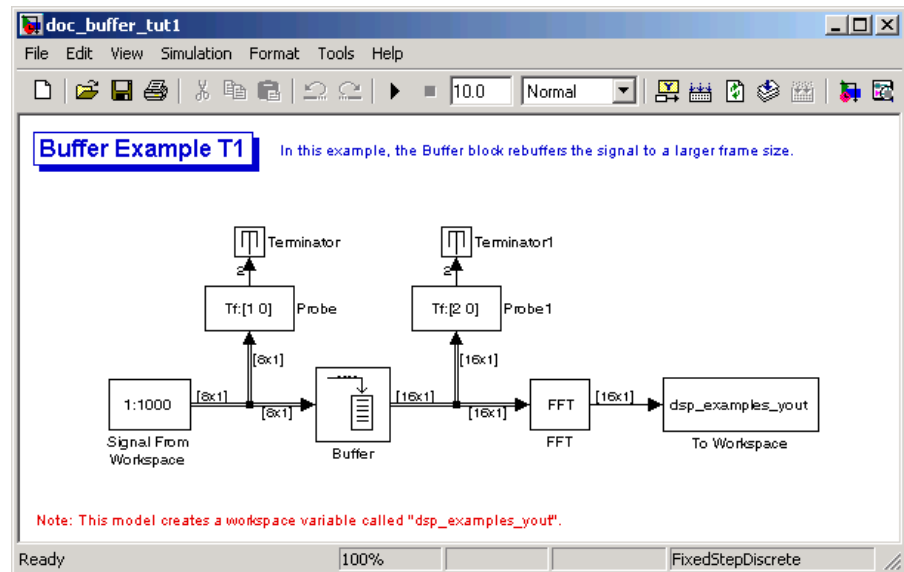 doc_buffer_tut1
File Edit View Simulation Format Tools Help
10.0 Normal
Buffer Example T1
In this example, the Buffer block rebuffers the signal to a larger frame size.
Terminator
Terminator1
2
2
Tf:[1 0]
Probe
Tf:[2 0]
Probe1
[8x1]
[16x1]
1:1000
[8x1]
[8x1]
[16x1]
[16x1]
FFT
[16x1]
dsp_examples_yout
Signal From
Workspace
Buffer
FFT
To Workspace
Note: This model creates a workspace variable called "dsp_examples_yout".
Ready
100%
FixedStepDiscrete